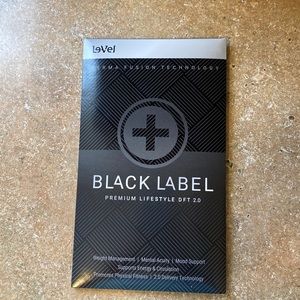 LeVel
DERMA FUSION TECHNOLOGY
BLACK LABEL
PREMIUM LIFESTYLE DFT 2.0
Weight Management | Mental Acuity | Mood Support
Supports Energy & Circulation
Promotes Physical Fitness | 2.0 Delivery Technology